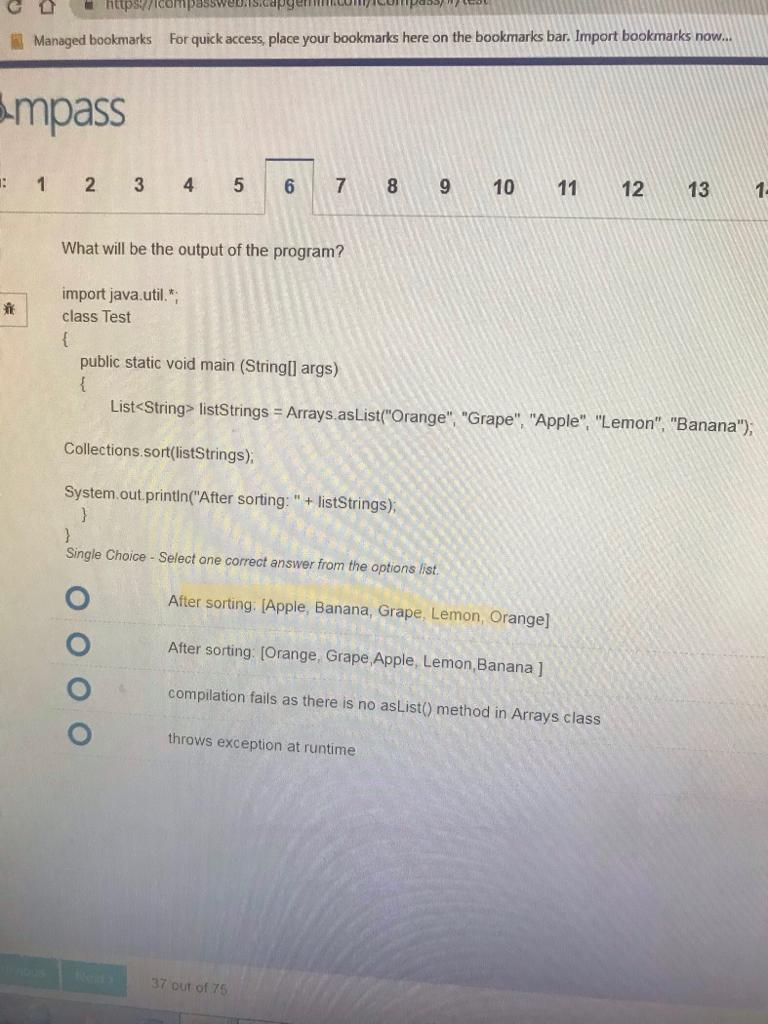 Managed bookmarks For quick access, place your bookmarks here on the bookmarks bar. Import bookmarks now...
mpass
1 2 3 4 5 6 7 8 9 10 11 12 13
What will be the output of the program?
import java.util.*;
class Test
{
public static void main (String[] args)
{
List<String> listStrings = Arrays.asList("Orange", "Grape", "Apple", "Lemon", "Banana");
Collections.sort(listStrings);
System.out.println("After sorting: " + listStrings);
}
}
Single Choice - Select one correct answer from the options list.
After sorting: [Apple, Banana, Grape, Lemon, Orange]
After sorting: [Orange, Grape,Apple, Lemon,Banana ]
compilation fails as there is no asList() method in Arrays class
throws exception at runtime
Next
37 out of 75